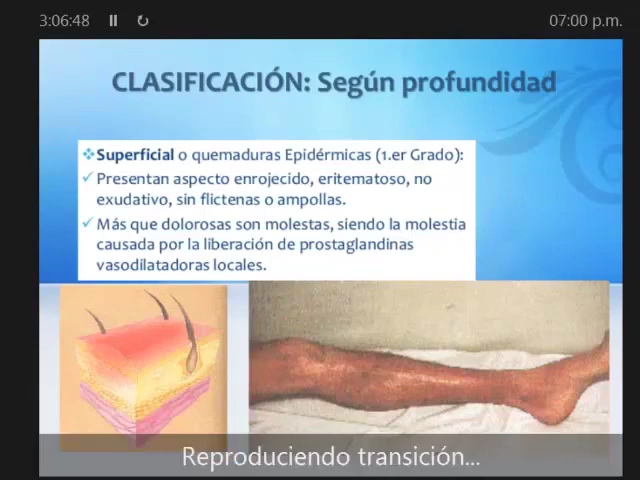 3:06:48
07:00 p.m.
CLASIFICACIÓN: Según profundidad
Superficial o quemaduras Epidérmicas (1.er Grado):
Presentan aspecto enrojecido, eritematoso, no
exudativo, sin flictenas o ampollas.
Más que dolorosas son molestas, siendo la molestia
causada por la liberación de prostaglandinas
vasodilatadoras locales.
Reproduciendo transición...